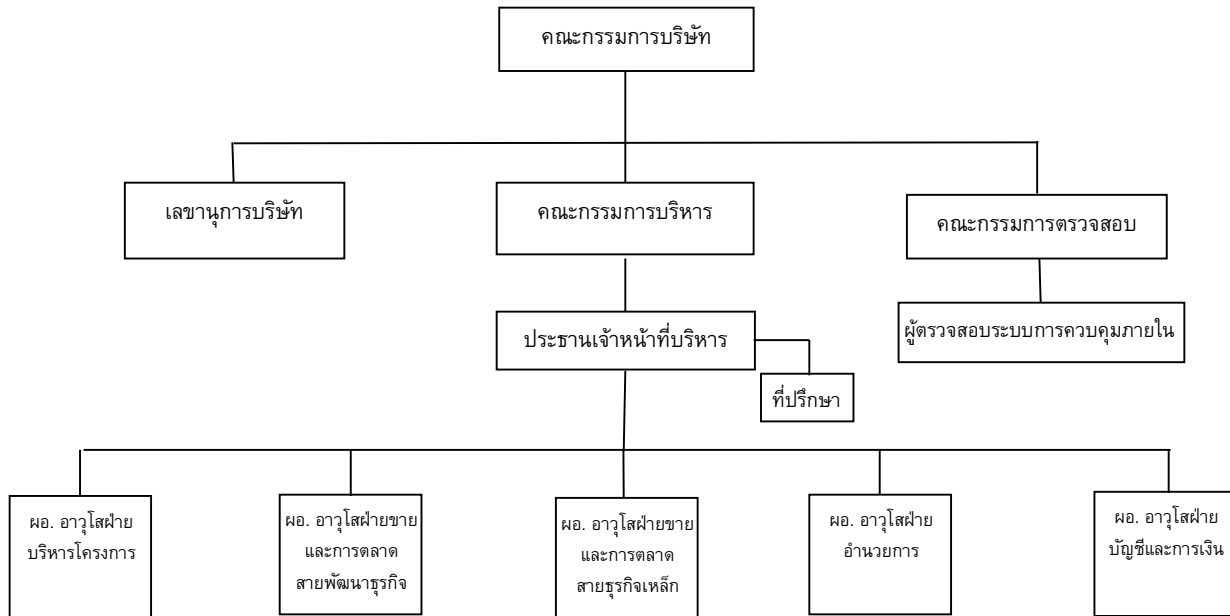 คณะกรรมการบริษัท
เลขานุการบริษัท
คณะกรรมการบริหาร
คณะกรรมการตรวจสอบ
ประธานเจ้าหน้าที่บริหาร
ผู้ตรวจสอบระบบการควบคุมภายใน
ที่ปรึกษา
ผอ. อาวุโสฝ่าย
บริหารโครงการ
ผอ. อาวุโสฝ่ายขาย
และการตลาด
สายพัฒนาธุรกิจ
ผอ. อาวุโสฝ่ายขาย
และการตลาด
สายธุรกิจเหล็ก
ผอ. อาวุโสฝ่าย
อำนวยการ
ผอ. อาวุโสฝ่าย
บัญชีและการเงิน